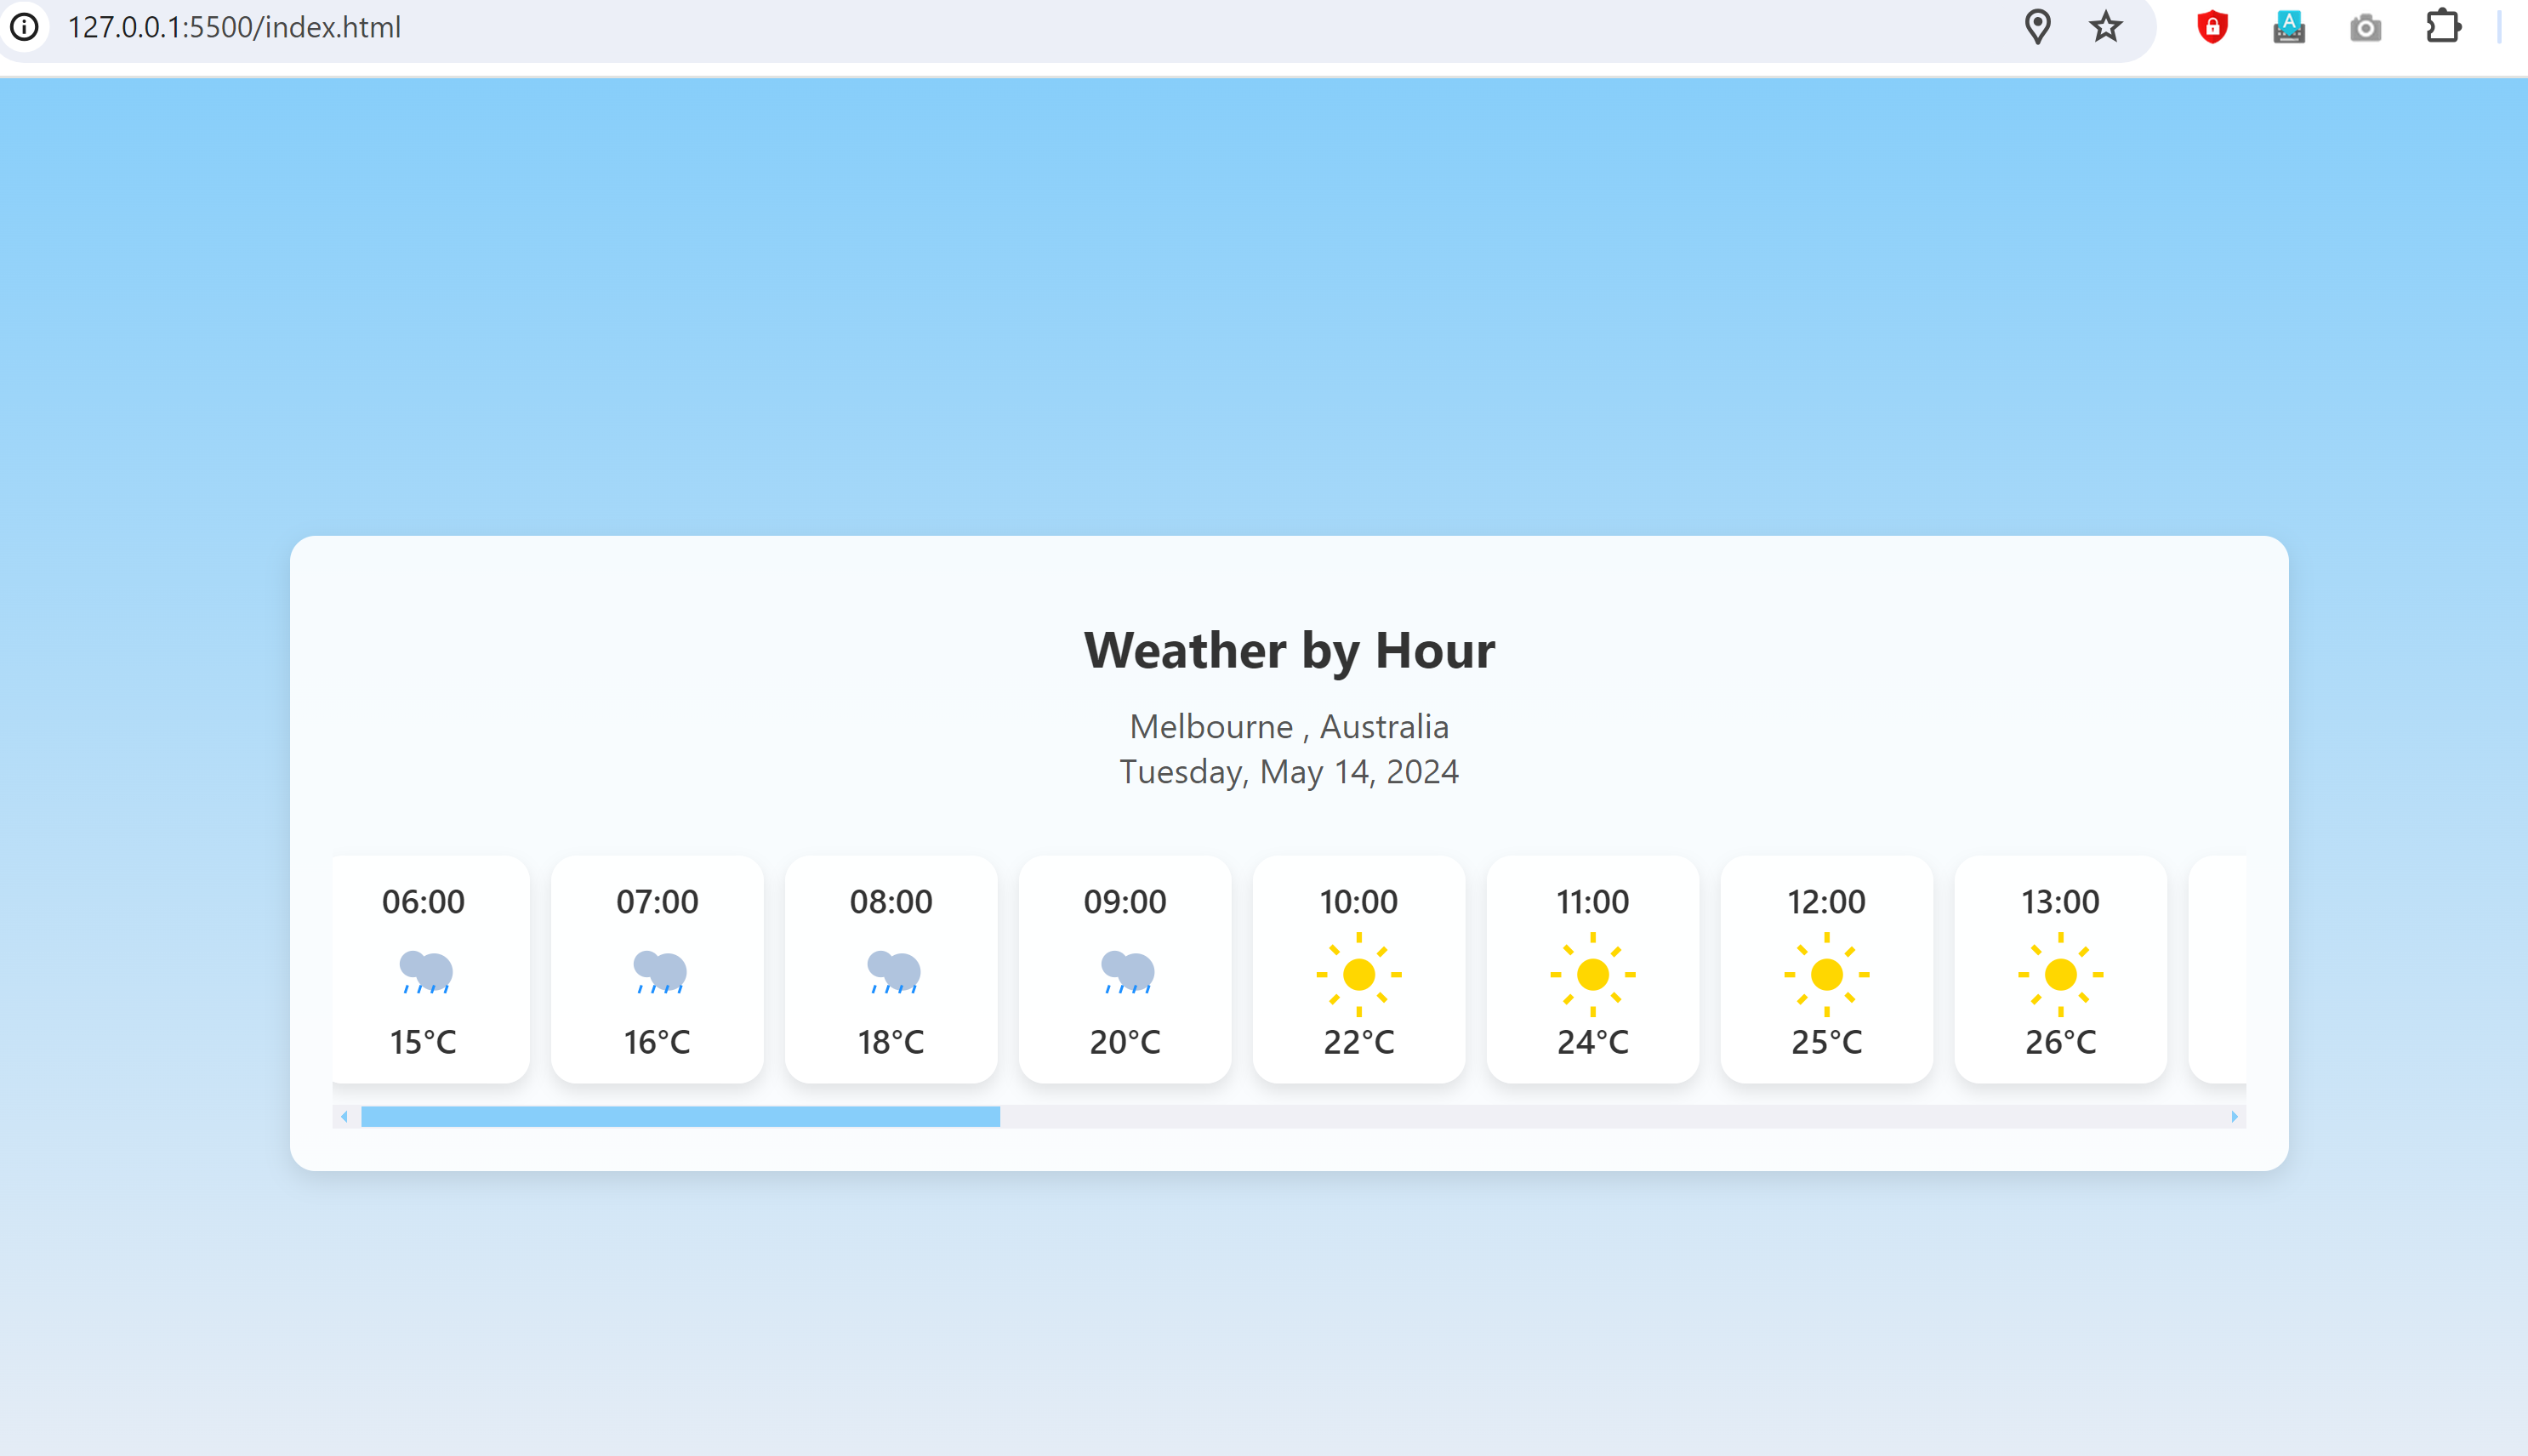 127.0.0.1:5500/index.html
A
Weather by Hour
Melbourne , Australia
Tuesday, May 14, 2024
06:00 07:00 08:00 09:00 10:00 11:00 12:00 13:00
15°C 16°C 18°C 20°C 22°C 24°C 25°C 26°C